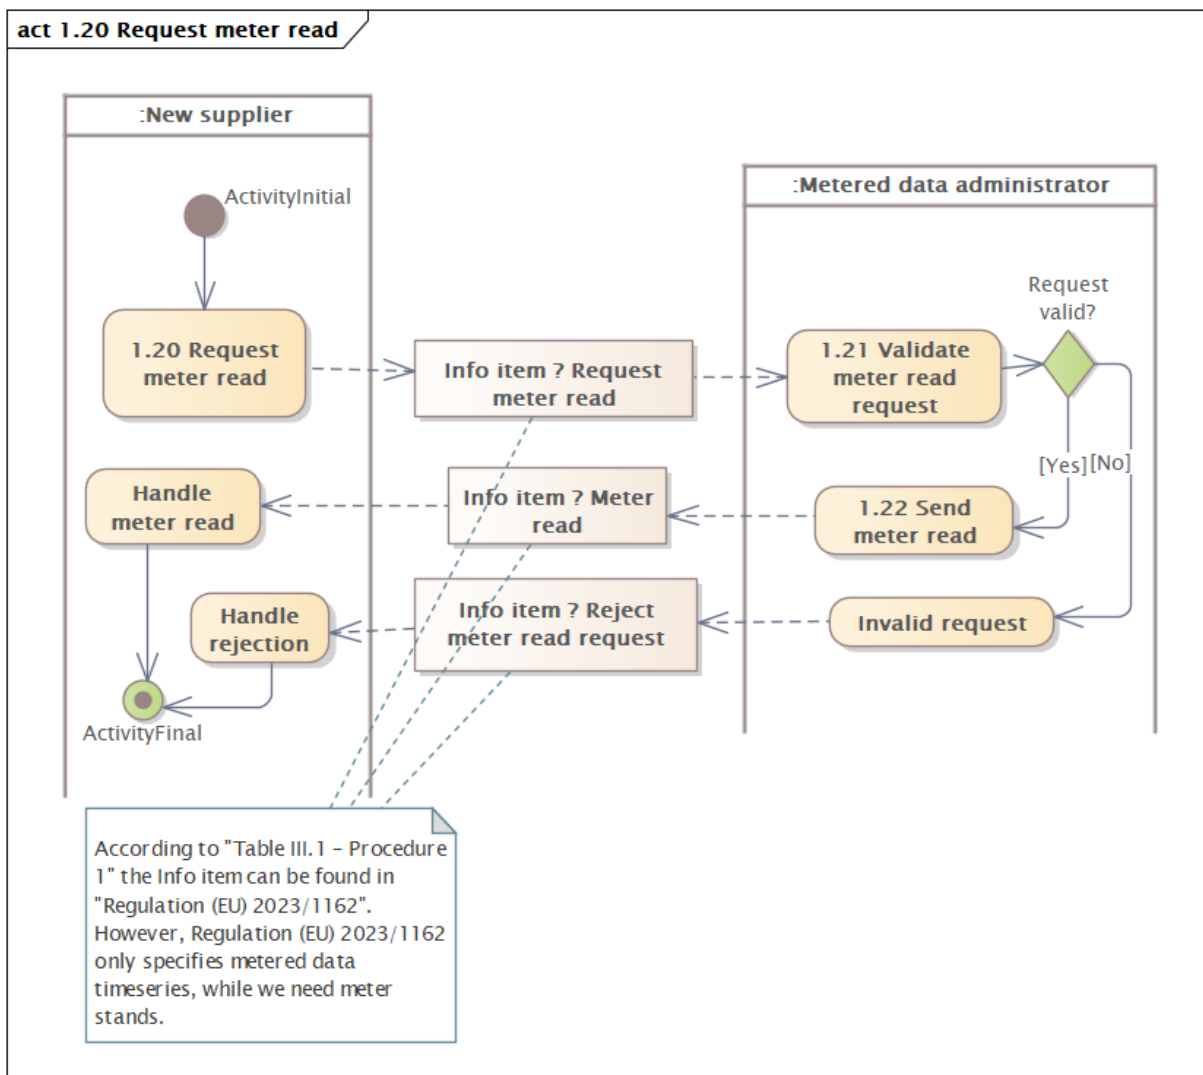 act 1.20 Request meter read
:New supplier
ActivityInitial
:Metered data administrator
Request
valid?
1.20 Request
meter read
Info item ? Request
meter read
1.21 Validate
meter read
request
[Yes]
[No]
Handle
meter read
Info item ? Meter
read
1.22 Send
meter read
Handle
rejection
Info item ? Reject
meter read request
Invalid request
ActivityFinal
According to "Table III.1 – Procedure
1" the Info item can be found in
"Regulation (EU) 2023/1162".
However, Regulation (EU) 2023/1162
only specifies metered data
timeseries, while we need meter
stands.